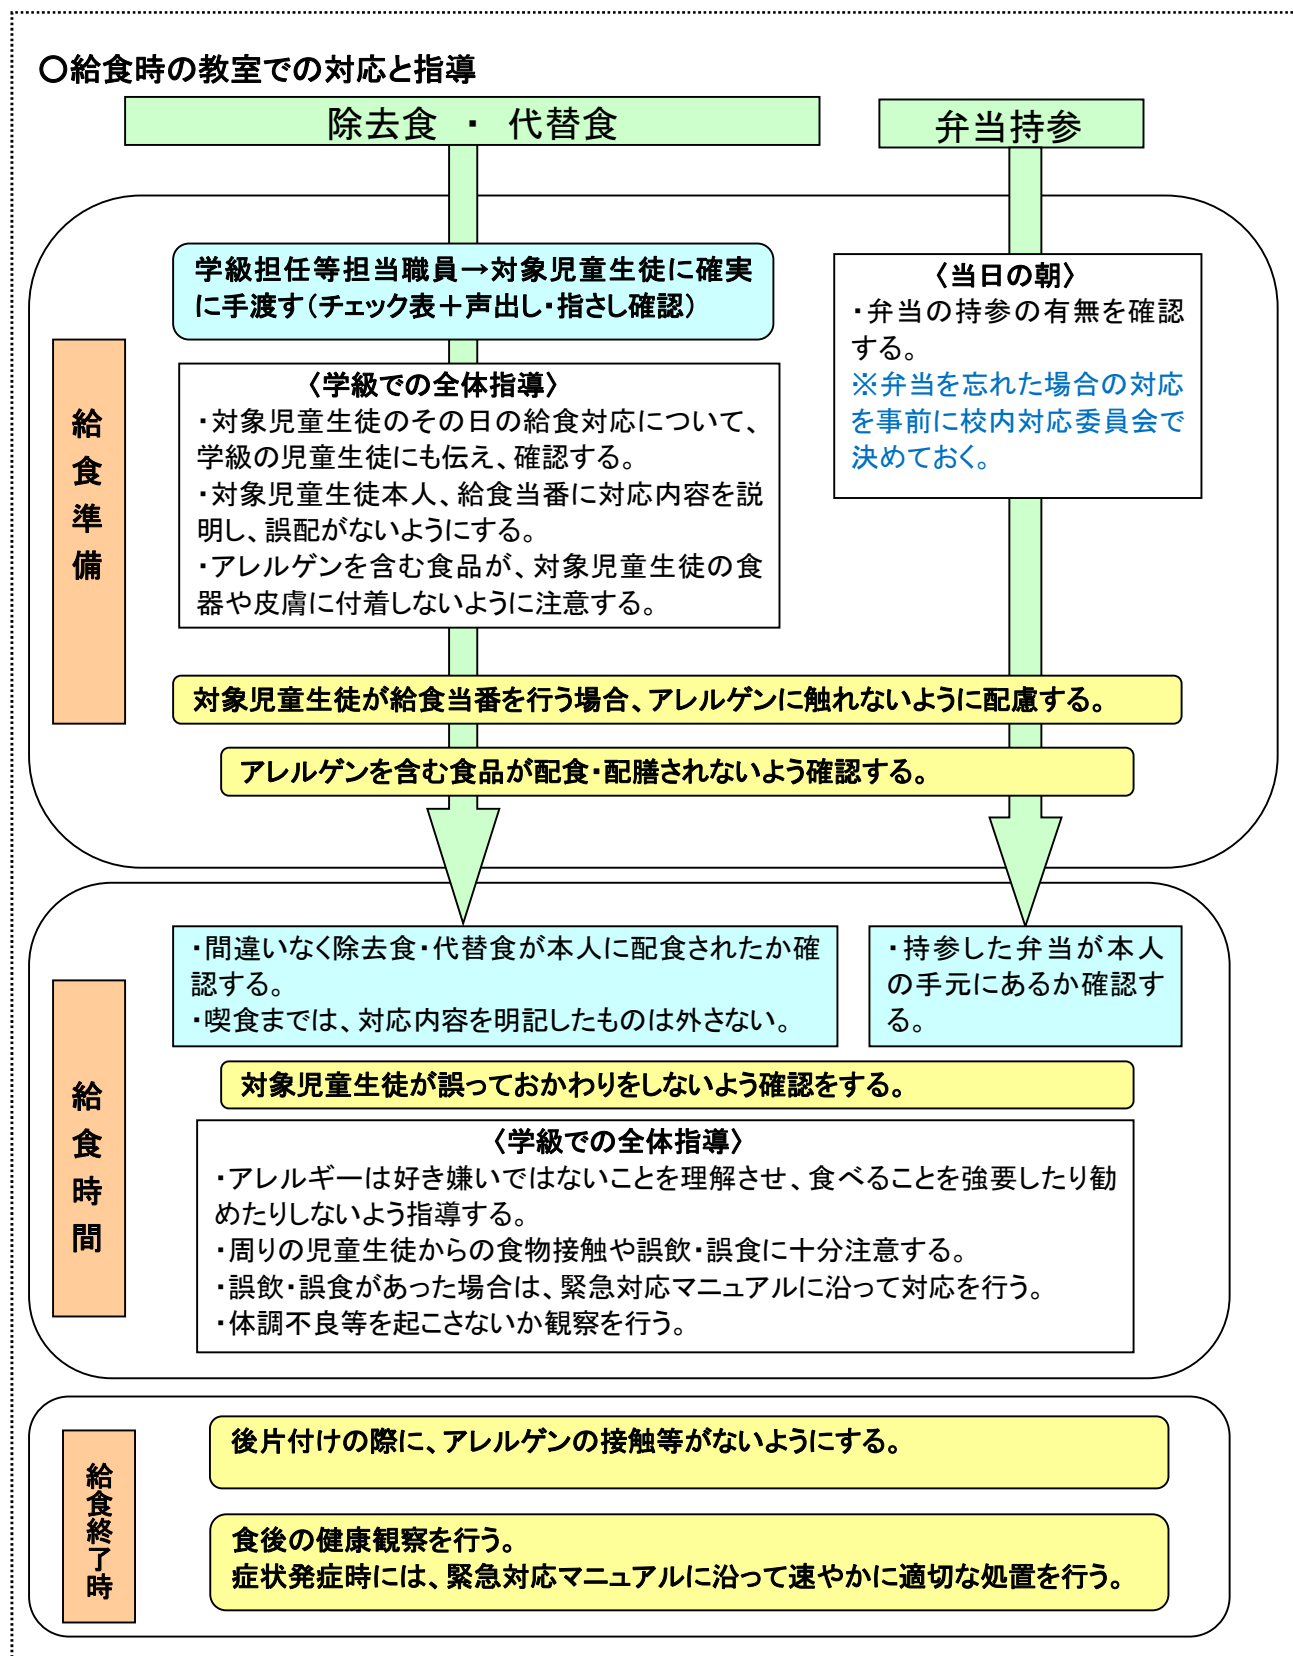 〇給食時の教室での対応と指導
除去食 ・ 代替食
弁当持参
給食準備
学級担任等担当職員→対象児童生徒に確実
に手渡す（チェック表＋声出し・指さし確認）
〈学級での全体指導〉
・対象児童生徒のその日の給食対応について、
学級の児童生徒にも伝え、確認する。
・対象児童生徒本人、給食当番に対応内容を説
明し、誤配がないようにする。
・アレルゲンを含む食品が、対象児童生徒の食
器や皮膚に付着しないように注意する。
〈当日の朝〉
・弁当の持参の有無を確認
する。
※弁当を忘れた場合の対応
を事前に校内対応委員会で
決めておく。
対象児童生徒が給食当番を行う場合、アレルゲンに触れないように配慮する。
アレルゲンを含む食品が配食・配膳されないよう確認する。
給食時間
・間違いなく除去食・代替食が本人に配食されたか確
認する。
・喫食までは、対応内容を明記したものは外さない。
・持参した弁当が本人
の手元にあるか確認す
る。
対象児童生徒が誤っておかわりをしないよう確認をする。
〈学級での全体指導〉
・アレルギーは好き嫌いではないことを理解させ、食べることを強要したり勧
めたりしないよう指導する。
・周りの児童生徒からの食物接触や誤飲・誤食に十分注意する。
・誤飲・誤食があった場合は、緊急対応マニュアルに沿って対応を行う。
・体調不良等を起こさないか観察を行う。
給食終了時
後片付けの際に、アレルゲンの接触等がないようにする。
食後の健康観察を行う。
症状発症時には、緊急対応マニュアルに沿って速やかに適切な処置を行う。